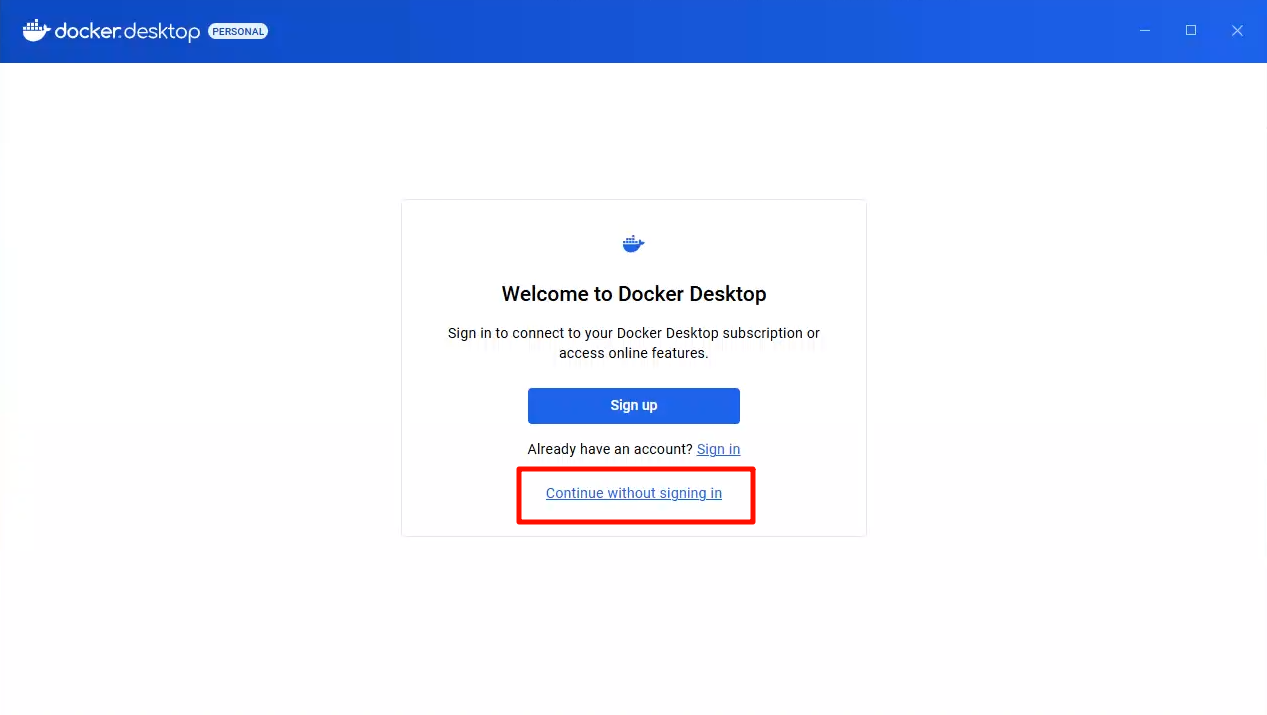 docker.desktop PERSONAL
Welcome to Docker Desktop
Sign in to connect to your Docker Desktop subscription or
access online features.
Sign up
Already have an account? Sign in
Continue without signing in